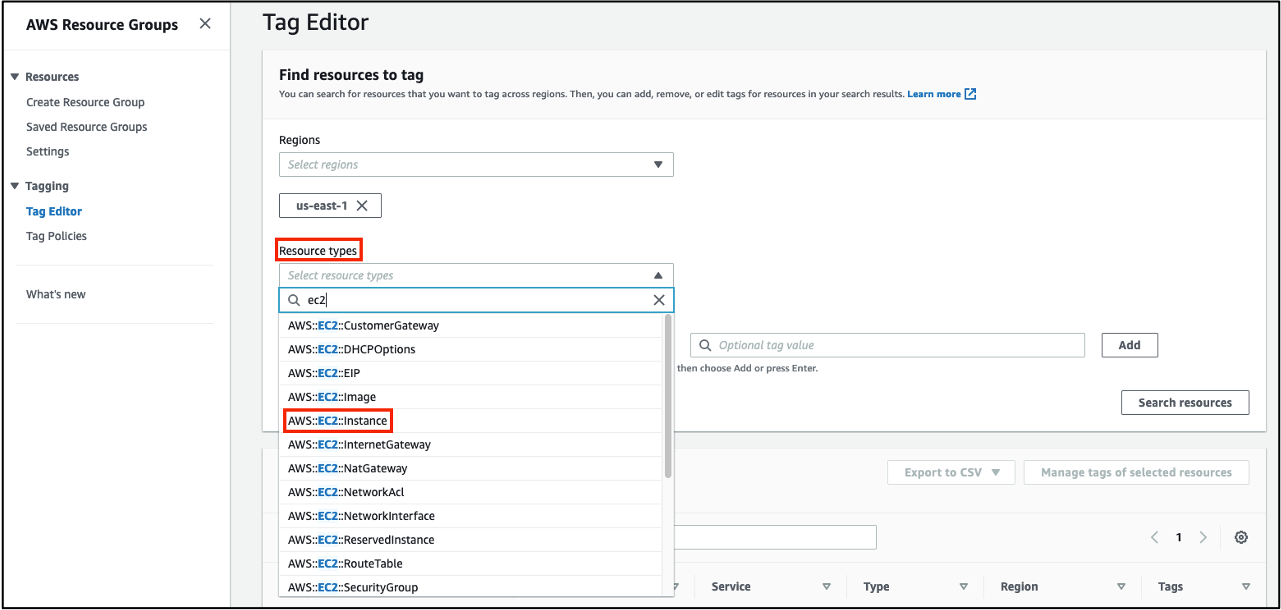 AWS Resource Groups
Resources
Create Resource Group
Saved Resource Groups
Settings
Tagging
Tag Editor
Tag Policies
What's new
Tag Editor
Find resources to tag
You can search for resources that you want to tag across regions. Then, you can add, remove, or edit tags for resources in your search results. Learn more
Regions
Select regions
us-east-1
Resource types
Select resource types
ec2
AWS::EC2::CustomerGateway
AWS::EC2::DHCPOptions
AWS::EC2::EIP
AWS::EC2::Image
AWS::EC2::Instance
AWS::EC2::InternetGateway
AWS::EC2::NatGateway
AWS::EC2::NetworkAcl
AWS::EC2::NetworkInterface
AWS::EC2::ReservedInstance
AWS::EC2::RouteTable
AWS::EC2::SecurityGroup
Optional tag value
Add
then choose Add or press Enter.
Search resources
Export to CSV
Manage tags of selected resources
1
Service Type Region Tags